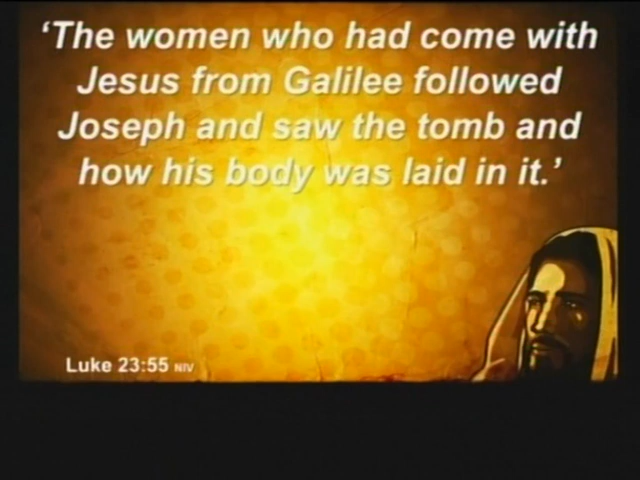 ‘The women who had come with
Jesus from Galilee followed
Joseph and saw the tomb and
how his body was laid in it.’
Luke 23:55 NIV